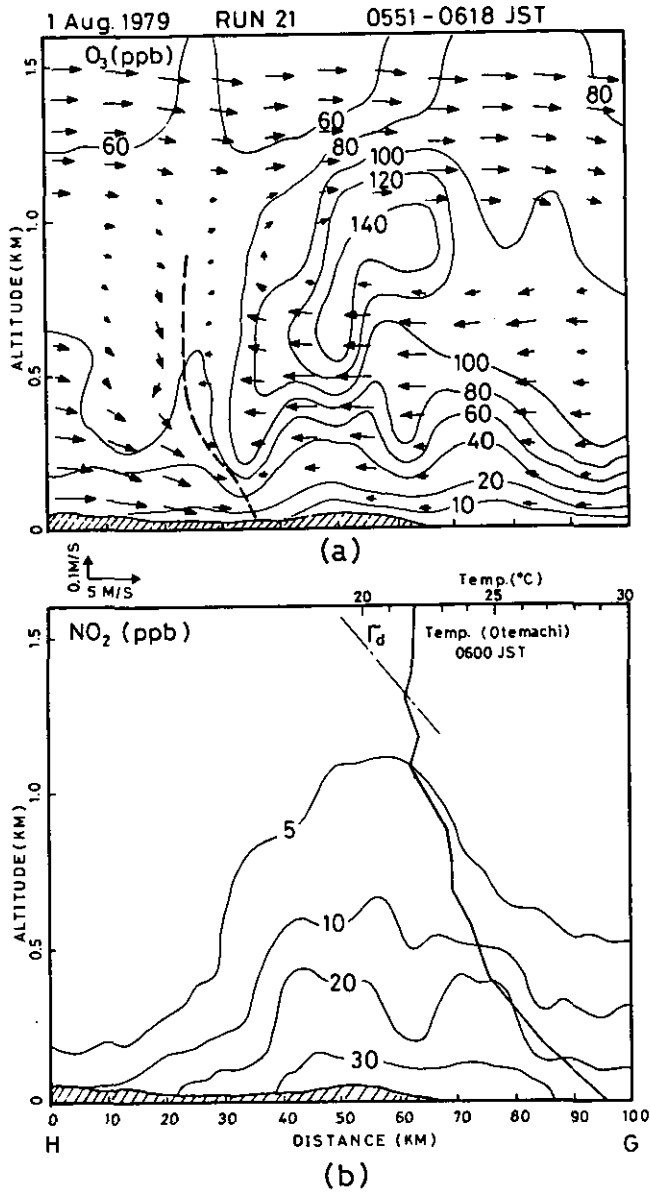 1 Aug. 1979 RUN 21 0551-0618 JST
O3(ppb)
1.5
1.0
0.5
0
ALTITUDE(KM)
60
60
80
80
100
120
140
100
80
60
40
20
10
(a)
0.1M/S
5 M/S
Temp.(°C)
20 25 30
NO2 (ppb)
Γd
Temp. (Otemachi)
0600 JST
1.5
1.0
0.5
0
ALTITUDE(KM)
5
10
20
30
0 10 20 30 40 50 60 70 80 90 100
H DISTANCE (KM) G
(b)